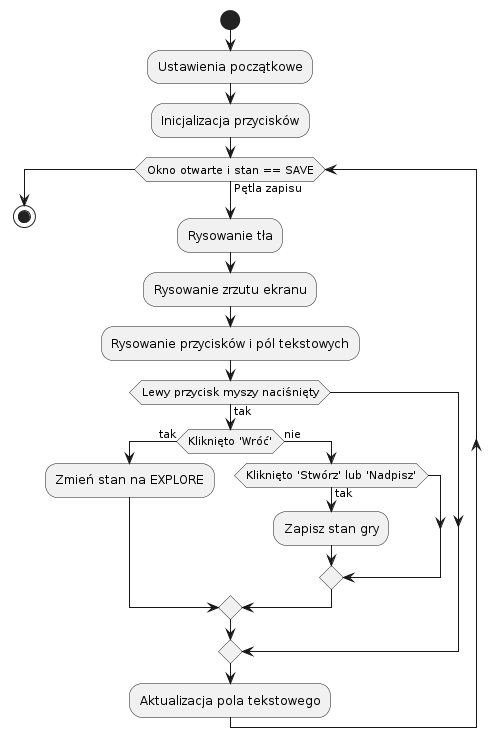 Ustawienia początkowe
Inicjalizacja przycisków
Okno otwarte i stan == SAVE
Pętla zapisu
Rysowanie tła
Rysowanie zrzutu ekranu
Rysowanie przycisków i pól tekstowych
Lewy przycisk myszy naciśnięty
tak
tak
Kliknięto 'Wróć'
nie
Zmień stan na EXPLORE
Kliknięto 'Stwórz' lub 'Nadpisz'
tak
Zapisz stan gry
Aktualizacja pola tekstowego